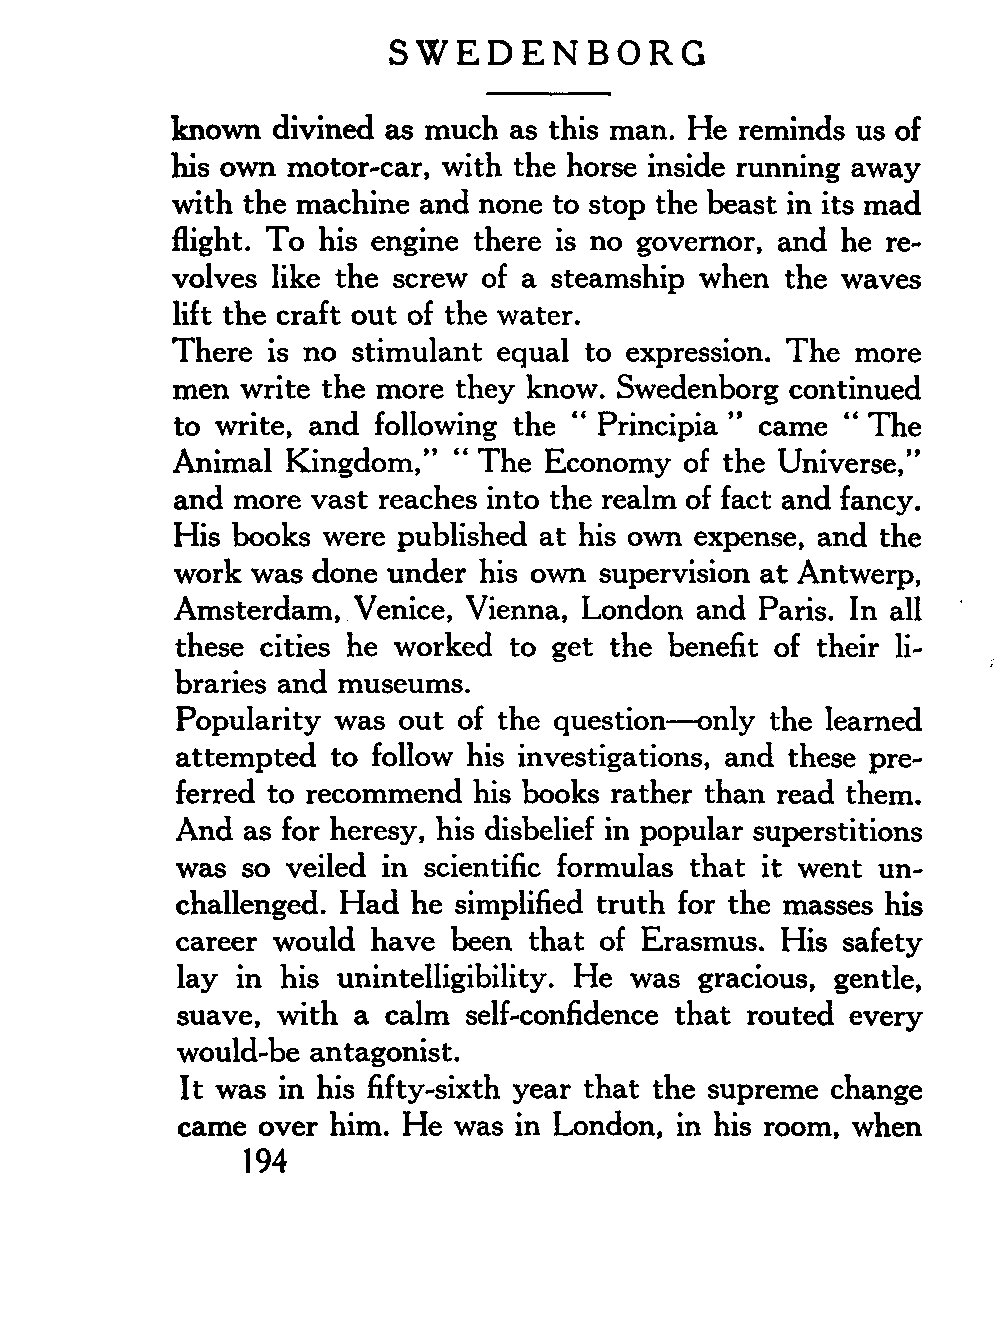 SWEDENBORG
known divined as much as this man. He reminds us of
his own motor-car, with the horse inside running away
with the machine and none to stop the beast in its mad
flight. To his engine there is no governor, and he re-
volves like the screw of a steamship when the waves
lift the craft out of the water.
There is no stimulant equal to expression. The more
men write the more they know. Swedenborg continued
to write, and following the “ Principia ” came “ The
Animal Kingdom,” “ The Economy of the Universe,”
and more vast reaches into the realm of fact and fancy.
His books were published at his own expense, and the
work was done under his own supervision at Antwerp,
Amsterdam, Venice, Vienna, London and Paris. In all
these cities he worked to get the benefit of their li-
braries and museums.
Popularity was out of the question—only the learned
attempted to follow his investigations, and these pre-
ferred to recommend his books rather than read them.
And as for heresy, his disbelief in popular superstitions
was so veiled in scientific formulas that it went un-
challenged. Had he simplified truth for the masses his
career would have been that of Erasmus. His safety
lay in his unintelligibility. He was gracious, gentle,
suave, with a calm self-confidence that routed every
would-be antagonist.
It was in his fifty-sixth year that the supreme change
came over him. He was in London, in his room, when
194